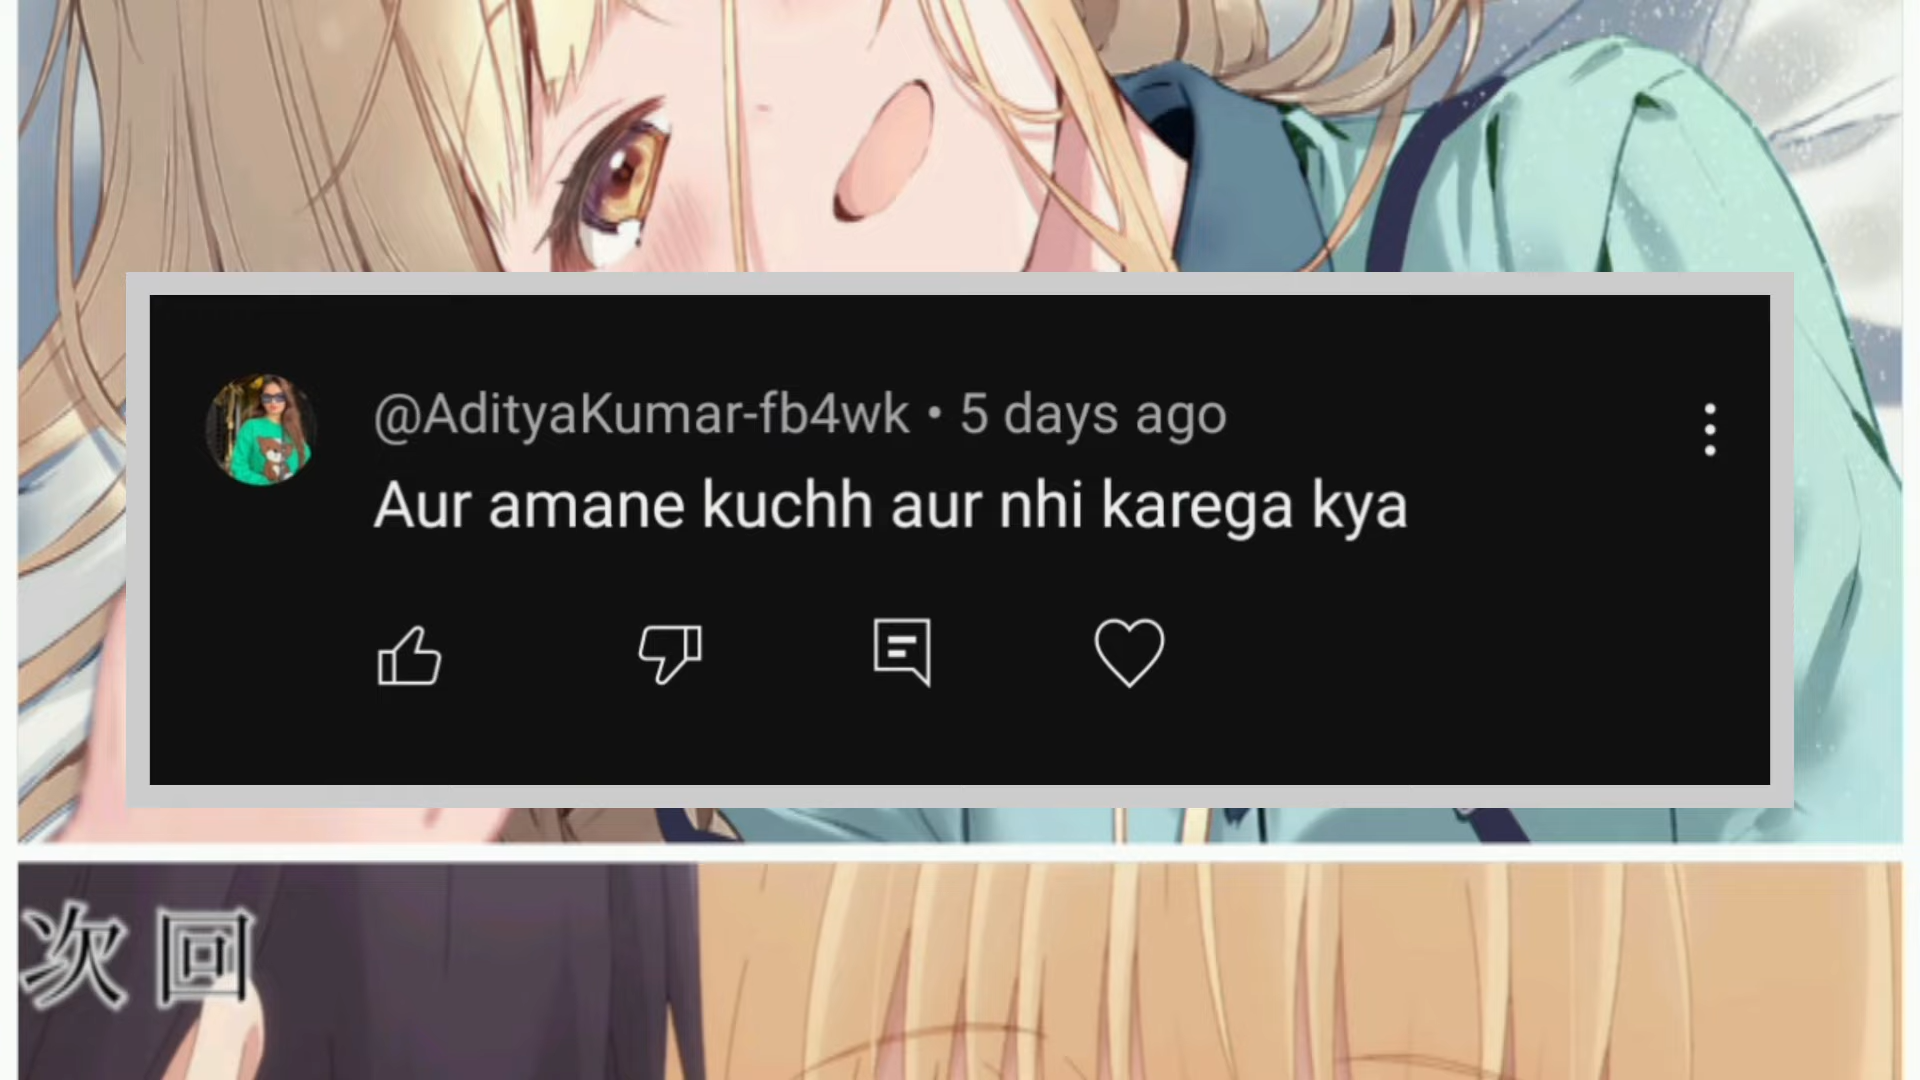 @AdityaKumar-fb4wk • 5 days ago
Aur amane kuchh aur nhi karega kya
次回